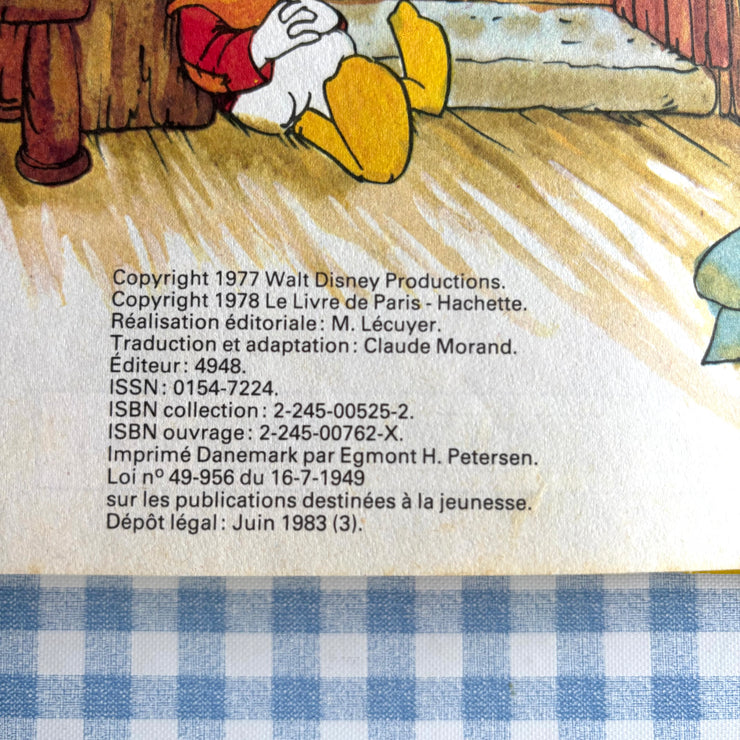 Copyright 1977 Walt Disney Productions.
Copyright 1978 Le Livre de Paris - Hachette.
Réalisation éditoriale : M. Lécuyer.
Traduction et adaptation : Claude Morand.
Éditeur : 4948.
ISSN : 0154-7224.
ISBN collection : 2-245-00525-2.
ISBN ouvrage : 2-245-00762-X.
Imprimé Danemark par Egmont H. Petersen.
Loi nº 49-956 du 16-7-1949
sur les publications destinées à la jeunesse.
Dépôt légal : Juin 1983 (3).